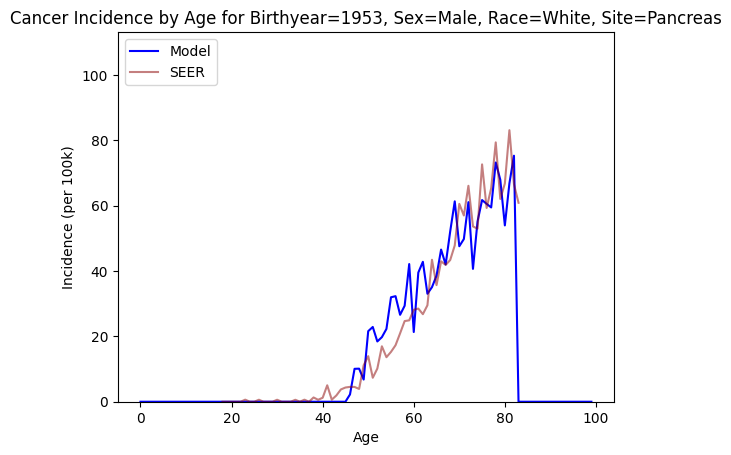 Cancer Incidence by Age for Birthyear=1953, Sex=Male, Race=White, Site=Pancreas
Model
SEER
Incidence (per 100k)
100
80
60
40
20
0
0 20 40 60 80 100
Age